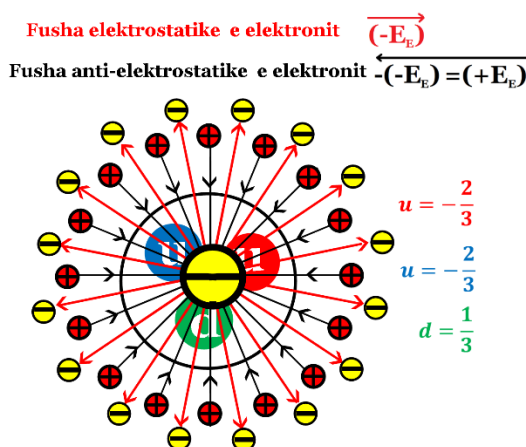 Fusha elektrostatike e elektronit (-E_E)
Fusha anti-elektrostatike e elektronit -(-E_E)=(+E_E)
u = -2/3
u = -2/3
d = 1/3
u
u
d